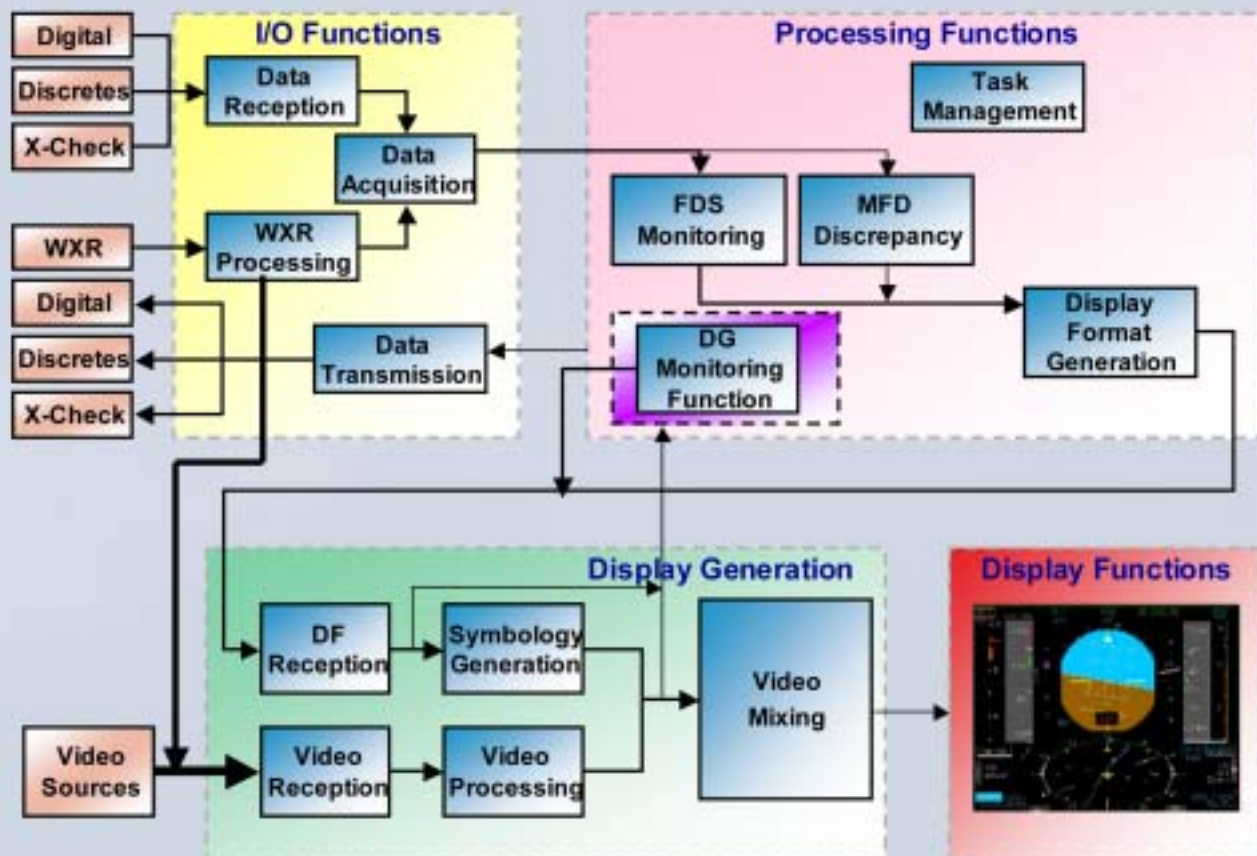 Digital
Discretes
X-Check
WXR
Digital
Discretes
X-Check
I/O Functions
Data
Reception
Data
Acquisition
WXR
Processing
Data
Transmission
Processing Functions
Task
Management
FDS
Monitoring
MFD
Discrepancy
DG
Monitoring
Function
Display
Format
Generation
Display Generation
DF
Reception
Symbology
Generation
Video
Sources
Video
Reception
Video
Processing
Video
Mixing
Display Functions